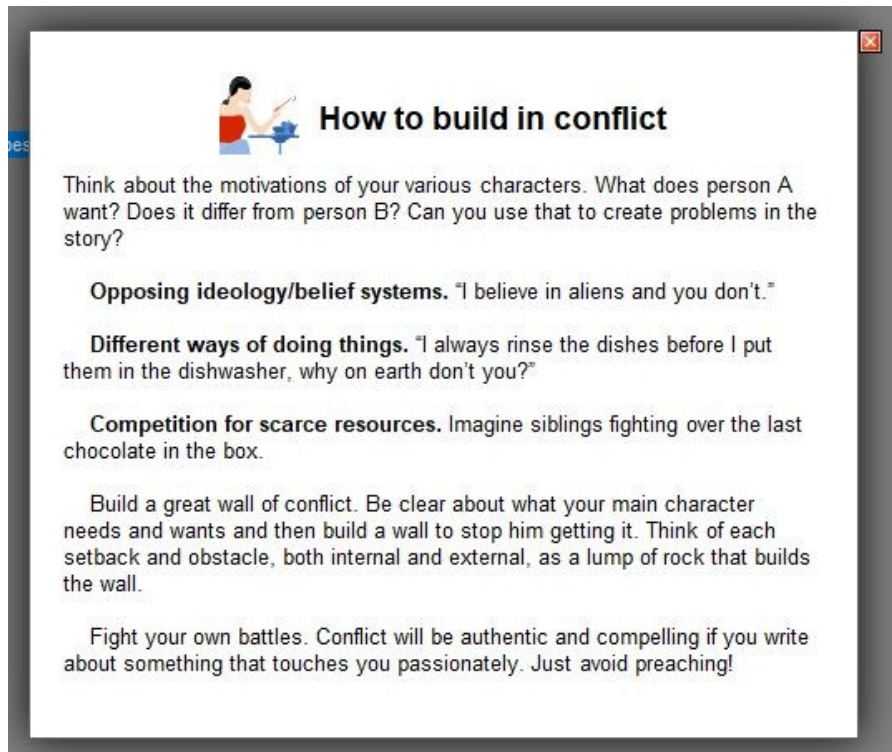 How to build in conflict
Think about the motivations of your various characters. What does person A
want? Does it differ from person B? Can you use that to create problems in the
story?
Opposing ideology/belief systems. “I believe in aliens and you don’t.”
Different ways of doing things. “I always rinse the dishes before I put
them in the dishwasher, why on earth don’t you?”
Competition for scarce resources. Imagine siblings fighting over the last
chocolate in the box.
Build a great wall of conflict. Be clear about what your main character
needs and wants and then build a wall to stop him getting it. Think of each
setback and obstacle, both internal and external, as a lump of rock that builds
the wall.
Fight your own battles. Conflict will be authentic and compelling if you write
about something that touches you passionately. Just avoid preaching!